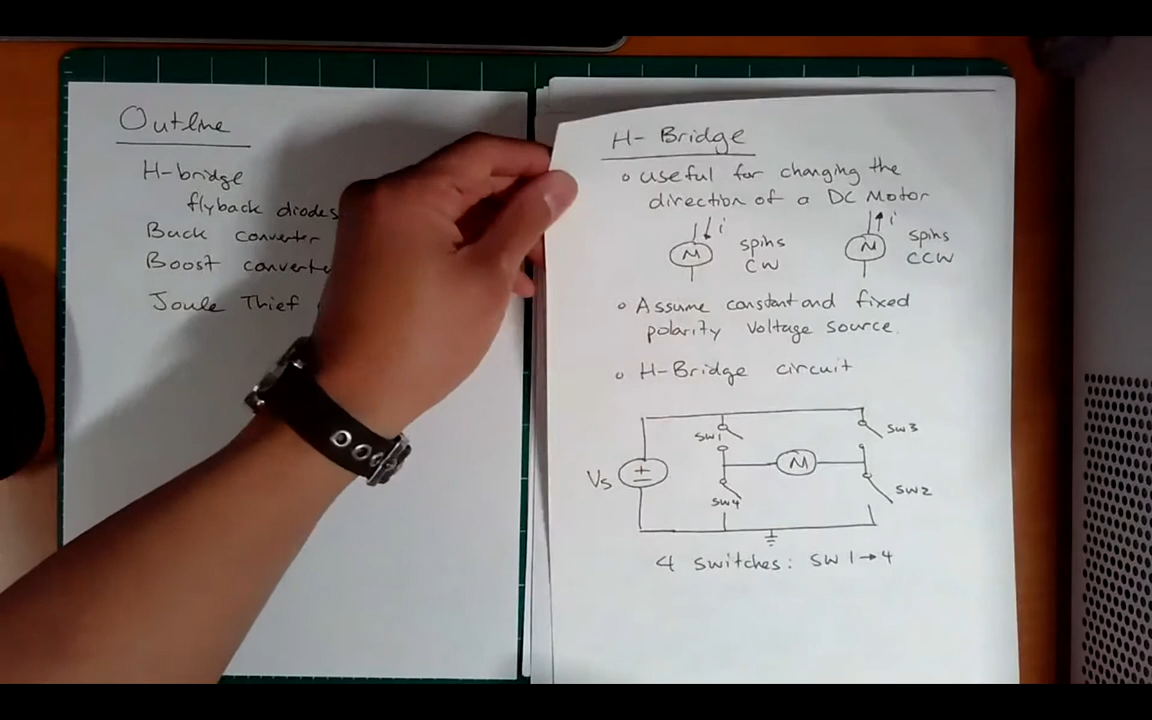 Outline
H-bridge
flyback diodes
Buck converter
Boost converte
Joule Thief
H-Bridge
o useful for changing the
direction of a DC Motor
i
M
spins
CW
i
M
spins
CCW
o Assume constant and fixed
polarity voltage source.
o H-Bridge circuit
SW1
SW3
Vs
+
-
M
SW4
SW2
4 switches: SW 1→4